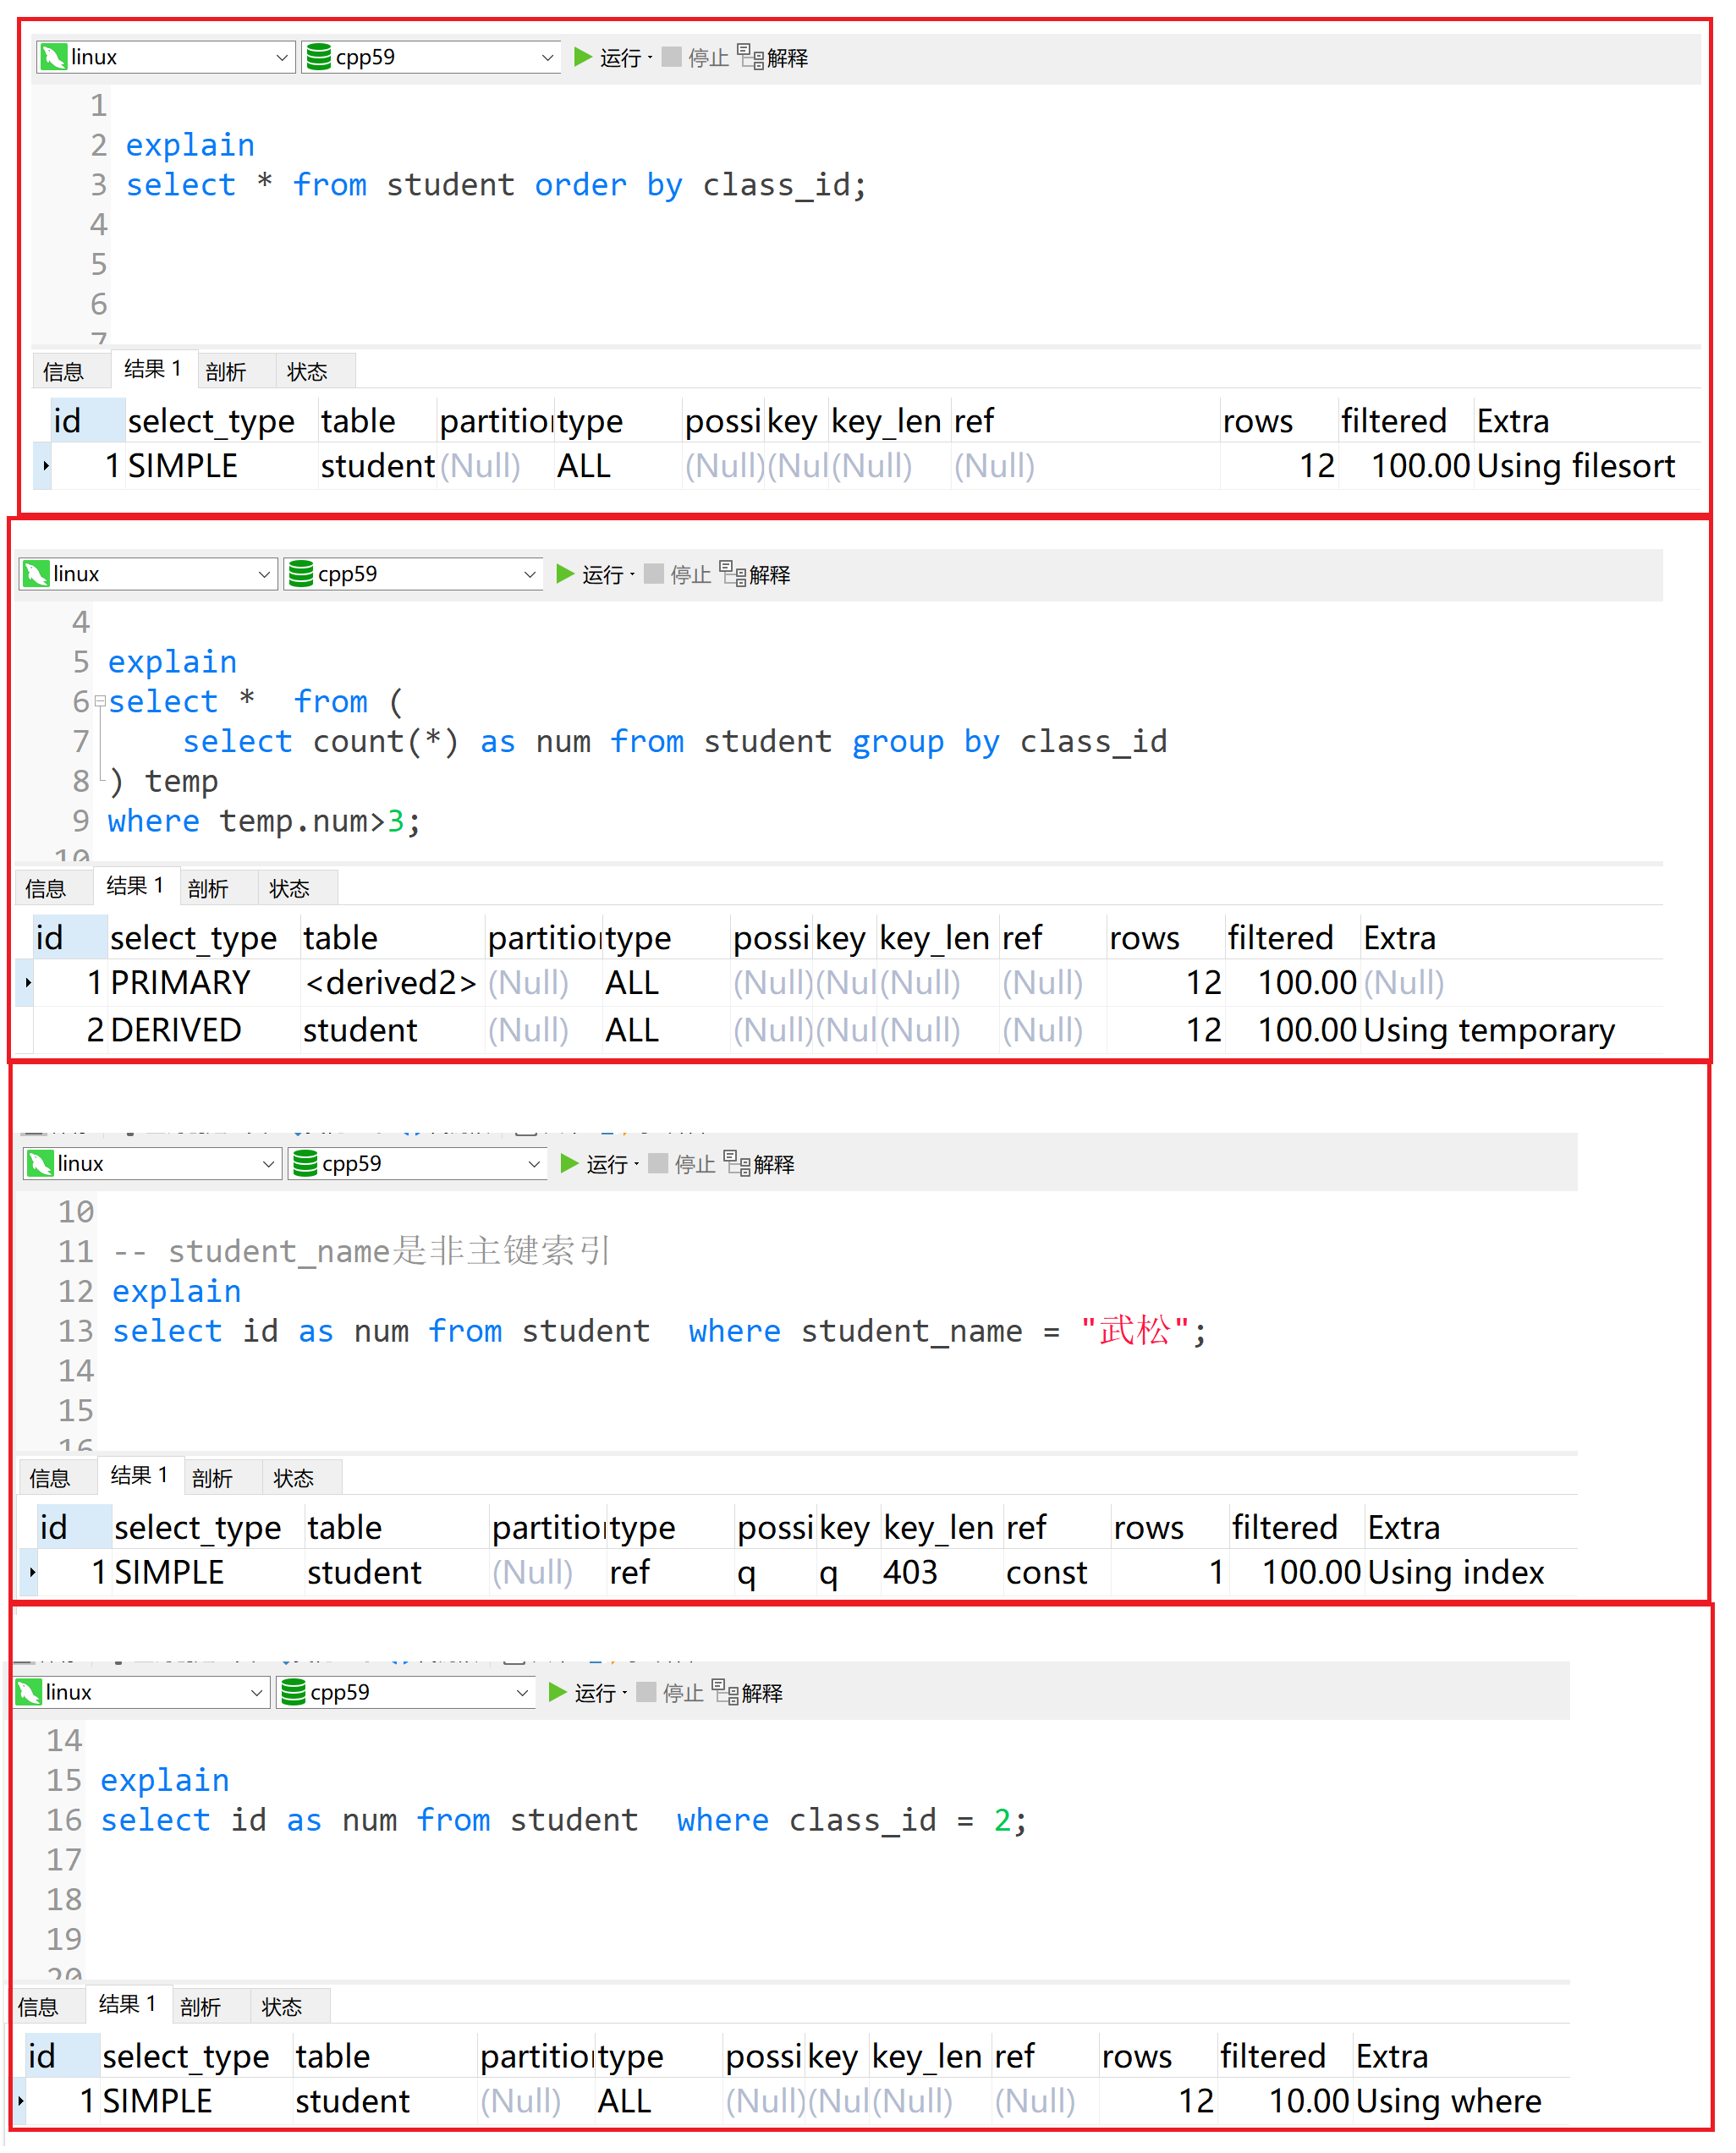 linux cpp59 运行 停止 解释
1
2 explain
3 select * from student order by class_id;
4
5
6
7
信息 结果 1 剖析 状态
id select_type table partition type possi key key_len ref rows filtered Extra
1 SIMPLE student (Null) ALL (Null) (Nul (Null) (Null) 12 100.00 Using filesort
linux cpp59 运行 停止 解释
4
5 explain
6 select * from (
7 select count(*) as num from student group by class_id
8 ) temp
9 where temp.num>3;
10
信息 结果 1 剖析 状态
id select_type table partition type possi key key_len ref rows filtered Extra
1 PRIMARY <derived2> (Null) ALL (Null) (Nul (Null) (Null) 12 100.00 (Null)
2 DERIVED student (Null) ALL (Null) (Nul (Null) (Null) 12 100.00 Using temporary
linux cpp59 运行 停止 解释
10
11 -- student_name是非主键索引
12 explain
13 select id as num from student where student_name = "武松";
14
15
16
信息 结果 1 剖析 状态
id select_type table partition type possi key key_len ref rows filtered Extra
1 SIMPLE student (Null) ref q q 403 const 1 100.00 Using index
linux cpp59 运行 停止 解释
14
15 explain
16 select id as num from student where class_id = 2;
17
18
19
20
信息 结果 1 剖析 状态
id select_type table partition type possi key key_len ref rows filtered Extra
1 SIMPLE student (Null) ALL (Null) (Nul (Null) (Null) 12 10.00 Using where